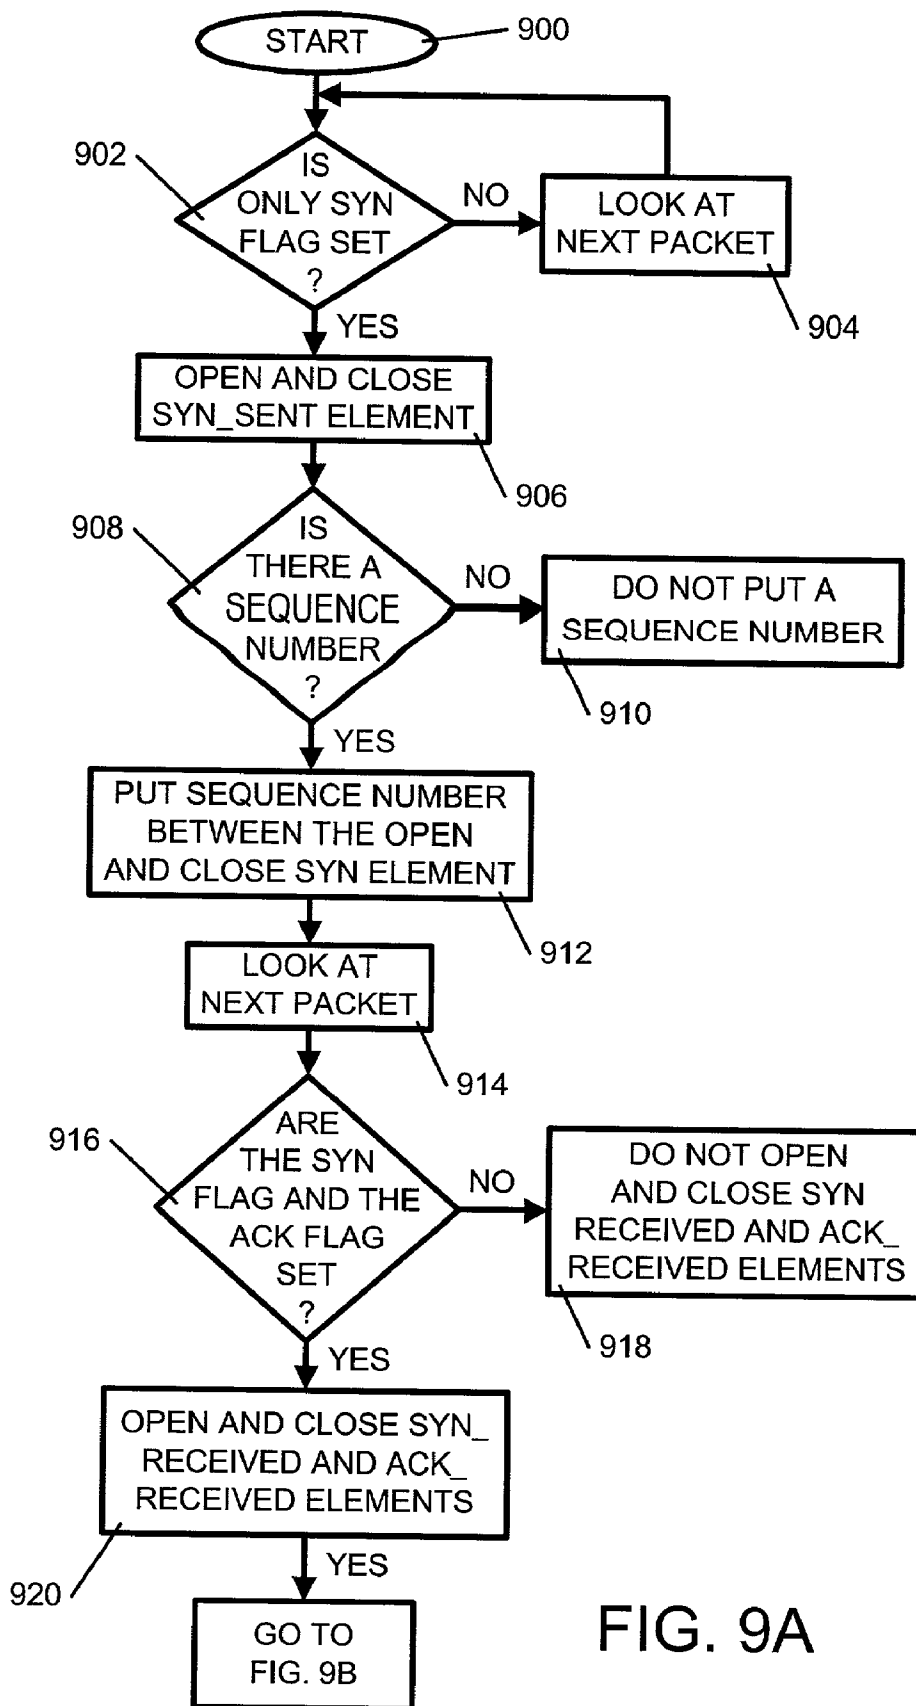 START
900
902
IS
ONLY SYN
FLAG SET
?
NO
LOOK AT
NEXT PACKET
904
YES
OPEN AND CLOSE
SYN_SENT ELEMENT
906
908
IS
THERE A
SEQUENCE
NUMBER
?
NO
DO NOT PUT A
SEQUENCE NUMBER
910
YES
PUT SEQUENCE NUMBER
BETWEEN THE OPEN
AND CLOSE SYN ELEMENT
912
LOOK AT
NEXT PACKET
914
916
ARE
THE SYN
FLAG AND THE
ACK FLAG
SET
?
NO
DO NOT OPEN
AND CLOSE SYN
RECEIVED AND ACK_
RECEIVED ELEMENTS
918
YES
OPEN AND CLOSE SYN_
RECEIVED AND ACK_
RECEIVED ELEMENTS
920
YES
GO TO
FIG. 9B
FIG. 9A